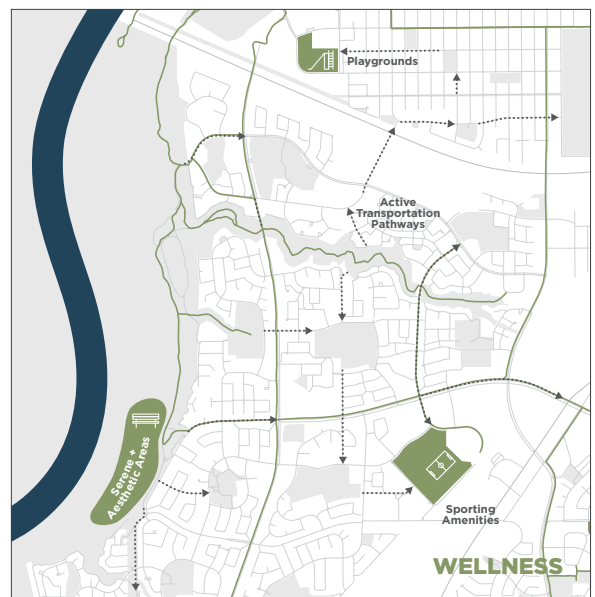 Playgrounds
Active
Transportation
Pathways
Serene +
Aesthetic Areas
Sporting
Amenities
WELLNESS